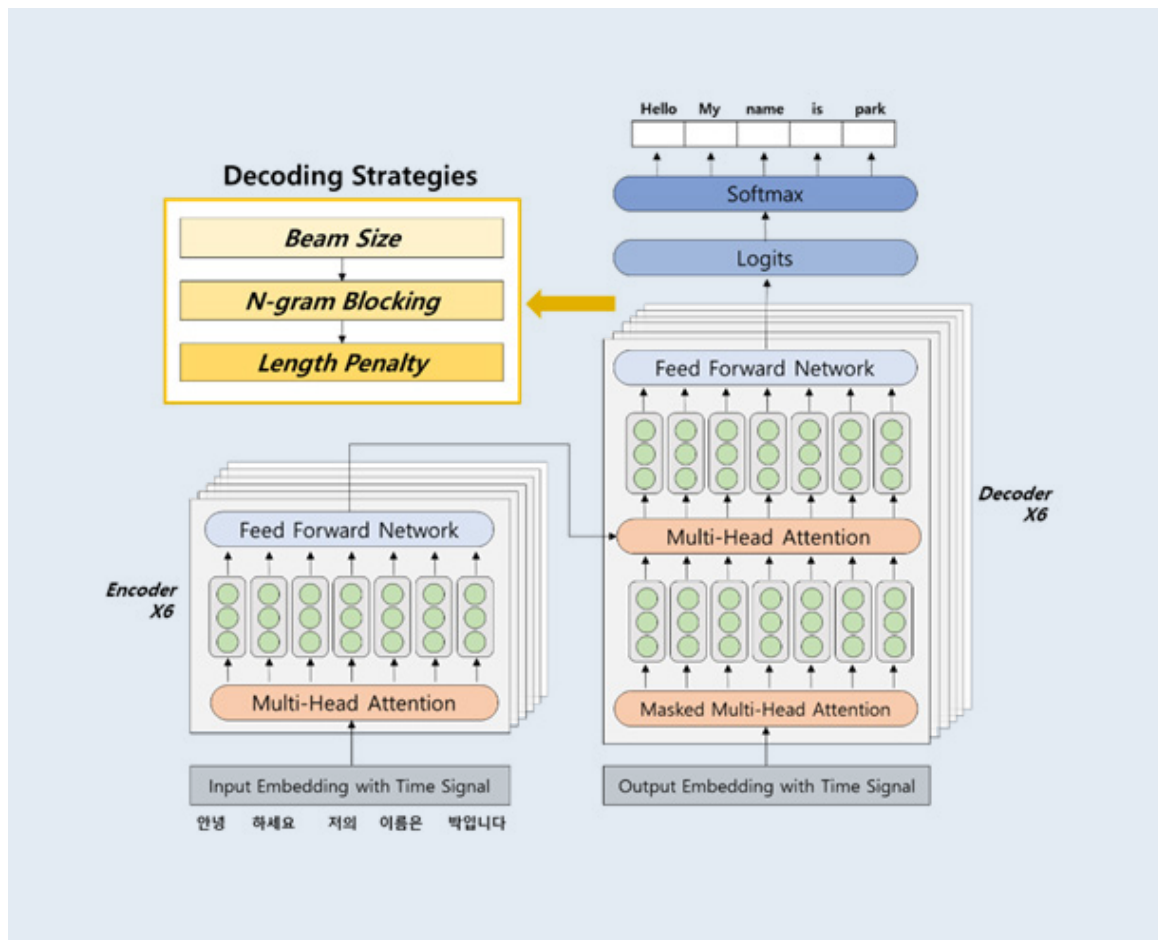 Hello My name is park
Softmax
Logits
Decoding Strategies
Beam Size
N-gram Blocking
Length Penalty
Feed Forward Network
Multi-Head Attention
Masked Multi-Head Attention
Output Embedding with Time Signal
Decoder
X6
Feed Forward Network
Multi-Head Attention
Input Embedding with Time Signal
안녕 하세요 저의 이름은 박입니다
Encoder
X6